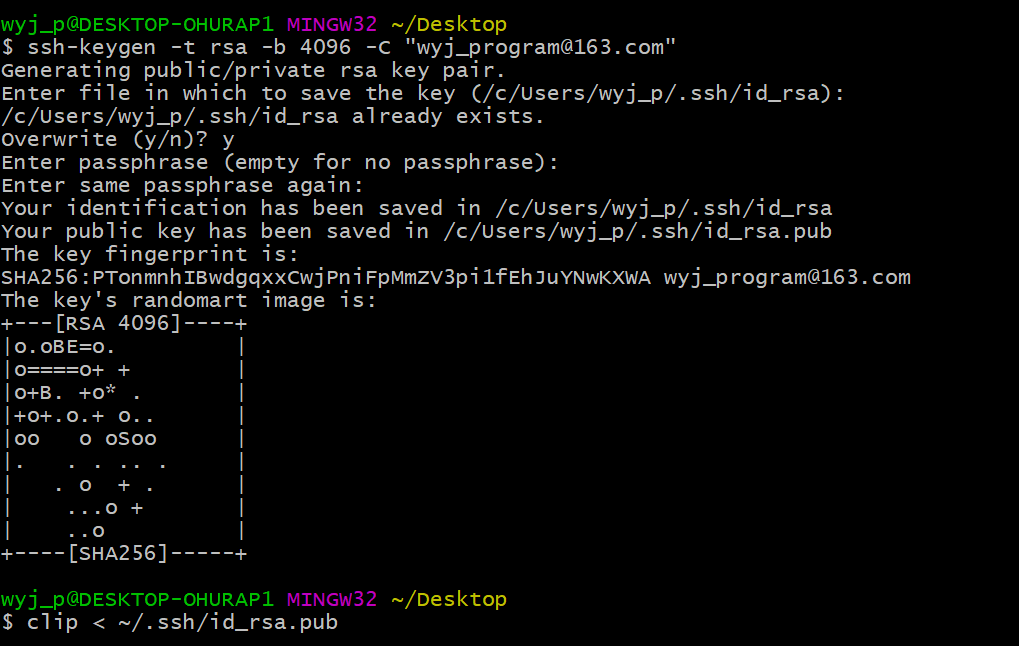 wyj_p@DESKTOP-OHURAP1 MINGW32 ~/Desktop
$ ssh-keygen -t rsa -b 4096 -C "wyj_program@163.com"
Generating public/private rsa key pair.
Enter file in which to save the key (/c/Users/wyj_p/.ssh/id_rsa):
/c/Users/wyj_p/.ssh/id_rsa already exists.
Overwrite (y/n)? y
Enter passphrase (empty for no passphrase):
Enter same passphrase again:
Your identification has been saved in /c/Users/wyj_p/.ssh/id_rsa
Your public key has been saved in /c/Users/wyj_p/.ssh/id_rsa.pub
The key fingerprint is:
SHA256:PTonmnhIBwdgqxxCwjPniFpMmZV3pi1fEhJuYNwKXWA wyj_program@163.com
The key's randomart image is:
+---[RSA 4096]----+
|o.oBE=o.         |
|o====o+ +        |
|o+B. +o* .       |
|+o+.o.+ o..      |
|oo   o oSoo      |
|.   . . .. .     |
|   . o  + .      |
|    ...o +       |
|    ..o          |
+----[SHA256]-----+
wyj_p@DESKTOP-OHURAP1 MINGW32 ~/Desktop
$ clip < ~/.ssh/id_rsa.pub